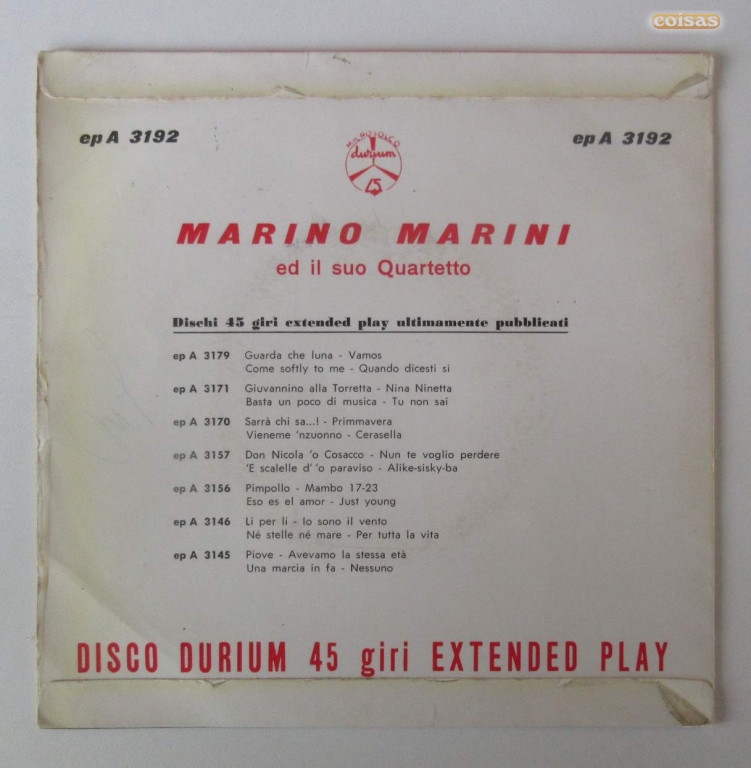 coisas
ep A 3192
ep A 3192
MICROSOLCO
durium
45
MARINO MARINI
ed il suo Quartetto
Dischi 45 giri extended play ultimamente pubblicati
ep A 3179 Guarda che luna - Vamos
Come softly to me - Quando dicesti si
ep A 3171 Giuvannino alla Torretta - Nina Ninetta
Basta un poco di musica - Tu non sai
ep A 3170 Sarrà chi sa...! - Primmavera
Vieneme 'nzuonno - Cerasella
ep A 3157 Don Nicola 'o Cosacco - Nun te voglio perdere
'E scalelle d' 'o paraviso - Alike-sisky-ba
ep A 3156 Pimpollo - Mambo 17-23
Eso es el amor - Just young
ep A 3146 Li per li - Io sono il vento
Né stelle né mare - Per tutta la vita
ep A 3145 Piove - Avevamo la stessa età
Una marcia in fa - Nessuno
DISCO DURIUM 45 giri EXTENDED PLAY